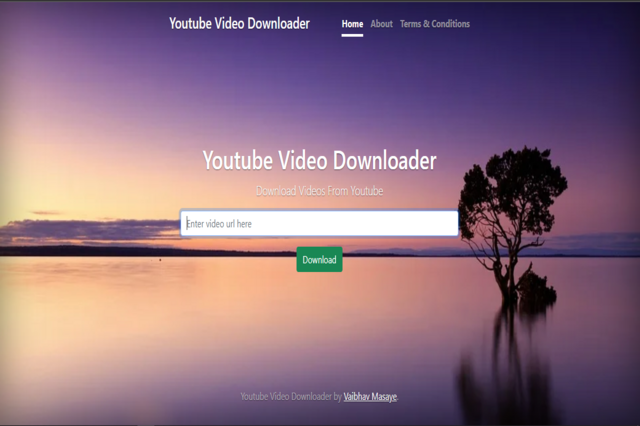 Youtube Video Downloader
Home About Terms & Conditions
Youtube Video Downloader
Download Videos From Youtube
Enter video url here
Download
Youtube Video Downloader by Vaibhav Masaye.